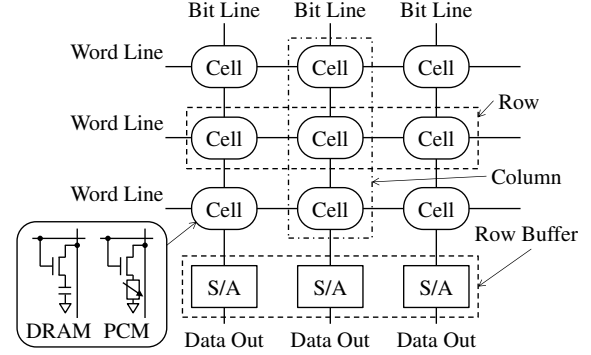 Bit Line Bit Line Bit Line
Word Line Cell Cell Cell
Row
Word Line Cell Cell Cell
Column
Word Line Cell Cell Cell
Row Buffer
S/A S/A S/A
DRAM PCM
Data Out Data Out Data Out